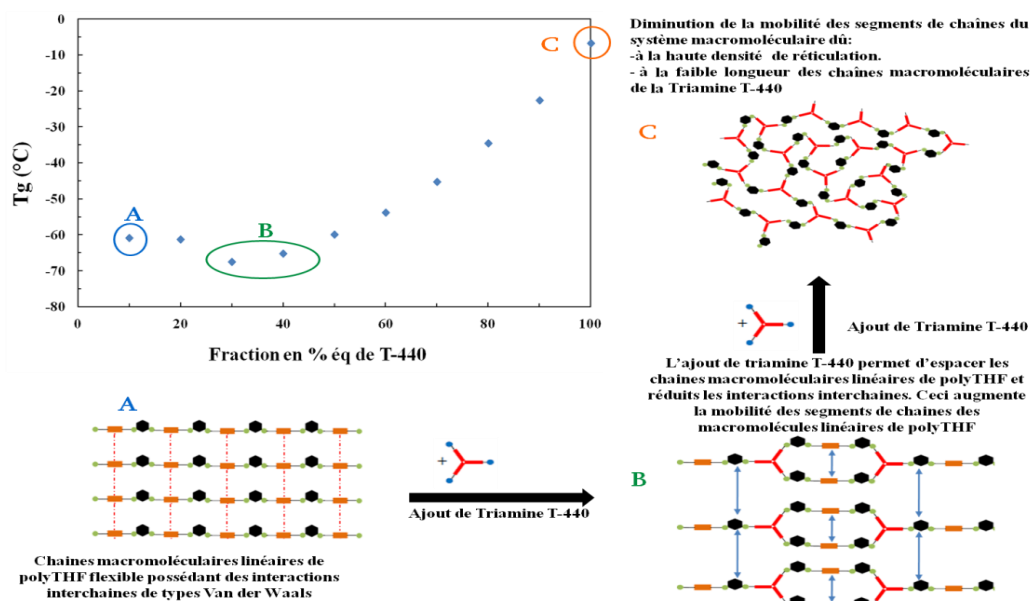 0
-10
-20
-30
-40
-50
-60
-70
-80
Tg (°C)
0 20 40 60 80 100
Fraction en % éq de T-440
A
B
C
Diminution de la mobilité des segments de chaînes du
système macromoléculaire dû:
-à la haute densité de réticulation.
- à la faible longueur des chaînes macromoléculaires
de la Triamine T-440
C
+
Ajout de Triamine T-440
L'ajout de triamine T-440 permet d'espacer les
chaines macromoléculaires linéaires de polyTHF et
réduits les interactions interchaines. Ceci augmente
la mobilité des segments de chaines des
macromolécules linéaires de polyTHF
A
+
Ajout de Triamine T-440
B
Chaines macromoléculaires linéaires de
polyTHF flexible possédant des interactions
interchaines de types Van der Waals